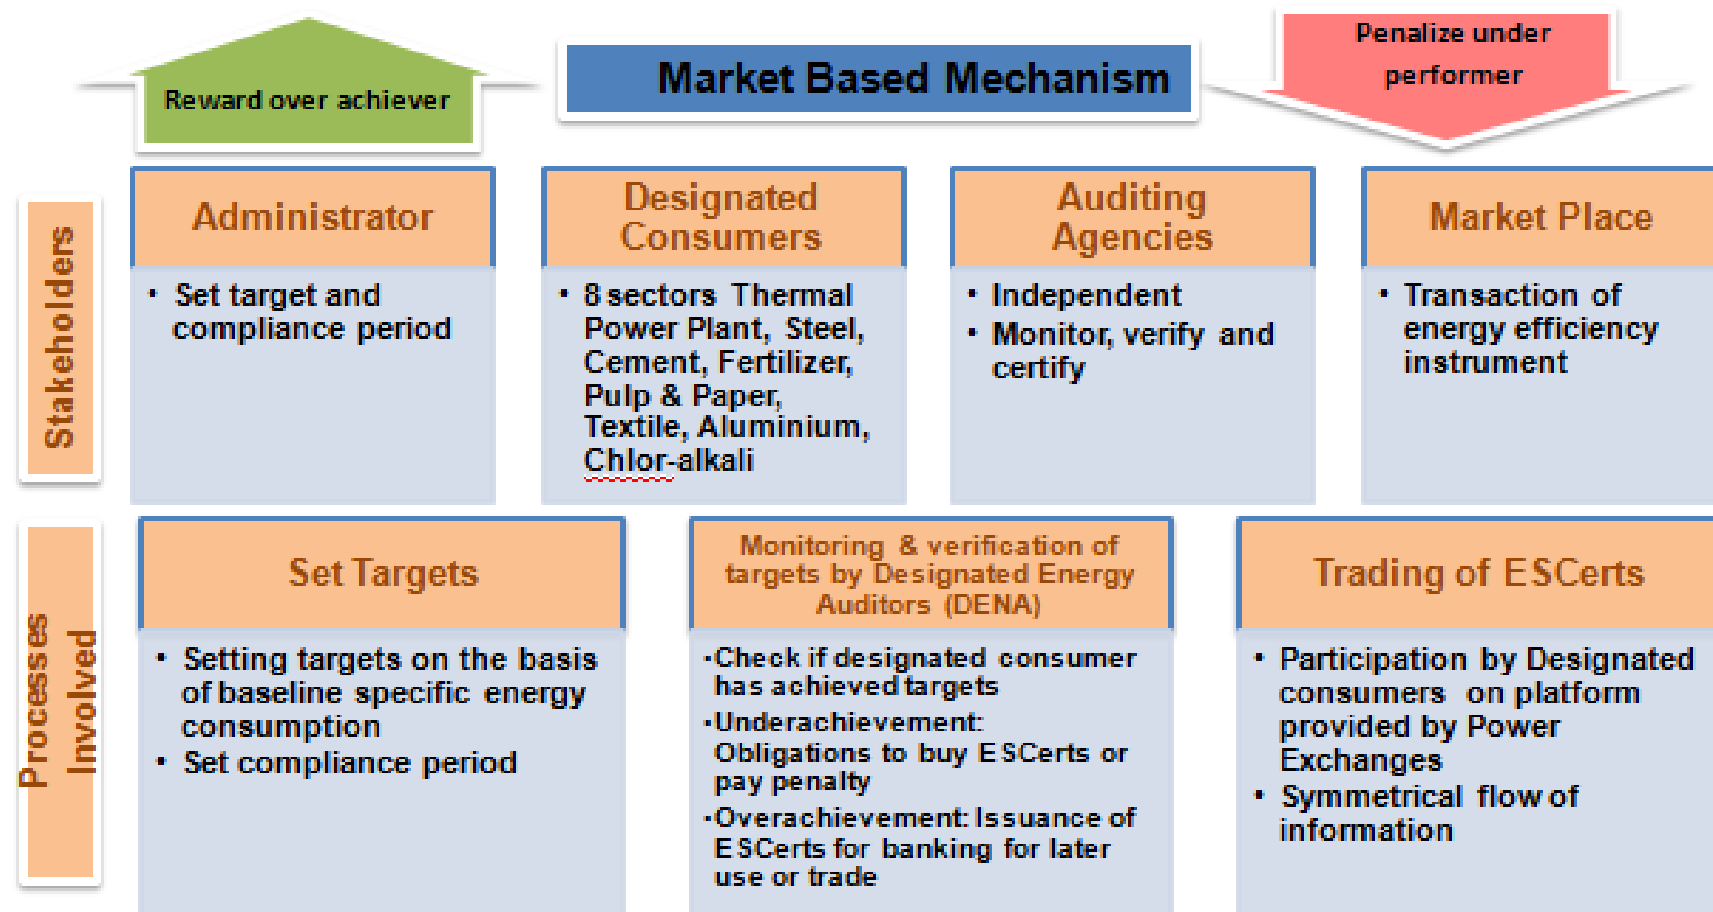 Reward over achiever
Market Based Mechanism
Penalize under
performer
Stakeholders
Administrator
• Set target and
compliance period
Designated
Consumers
• 8 sectors Thermal
Power Plant, Steel,
Cement, Fertilizer,
Pulp & Paper,
Textile, Aluminium,
Chlor-alkali
Auditing
Agencies
• Independent
• Monitor, verify and
certify
Market Place
• Transaction of
energy efficiency
instrument
Processes
Involved
Set Targets
• Setting targets on the basis
of baseline specific energy
consumption
• Set compliance period
Monitoring & verification of
targets by Designated Energy
Auditors (DENA)
•Check if designated consumer
has achieved targets
•Underachievement:
Obligations to buy ESCerts or
pay penalty
•Overachievement: Issuance of
ESCerts for banking for later
use or trade
Trading of ESCerts
• Participation by Designated
consumers on platform
provided by Power
Exchanges
• Symmetrical flow of
information